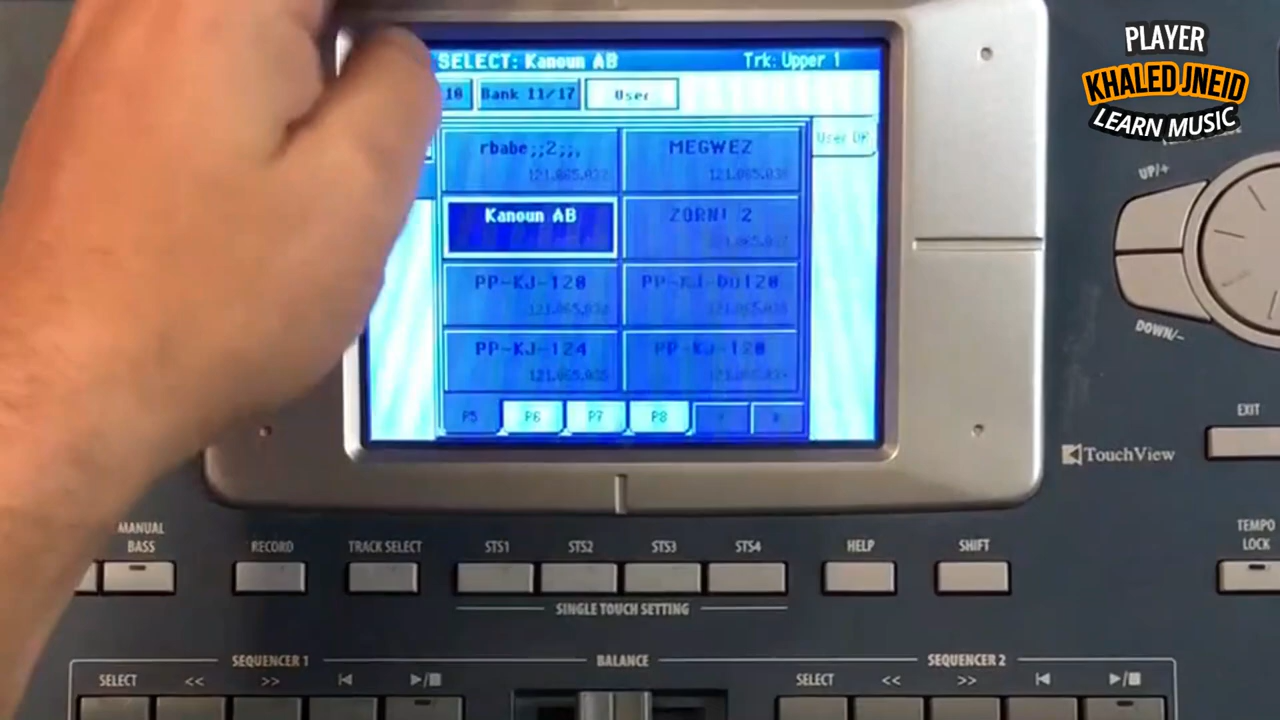 PLAYER
KHALED JNEID
LEARN MUSIC
SELECT: Kanoun AB
Trk: Upper 1
10
Bank 11/17
User
User DK
rbabe;;2;;,
MEGWEZ
Kanoun AB
ZORNI 2
PP-KJ-120
PP-KJ-Du120
PP-KJ-124
PP-KJ-120
P5
P6
P7
P8
UP/+
DOWN/-
EXIT
TouchView
MANUAL
BASS
RECORD
TRACK SELECT
STS1
STS2
STS3
STS4
HELP
SHIFT
TEMPO
LOCK
SINGLE TOUCH SETTING
SEQUENCER 1
BALANCE
SEQUENCER 2
SELECT
<<
>>
SELECT
<<
>>